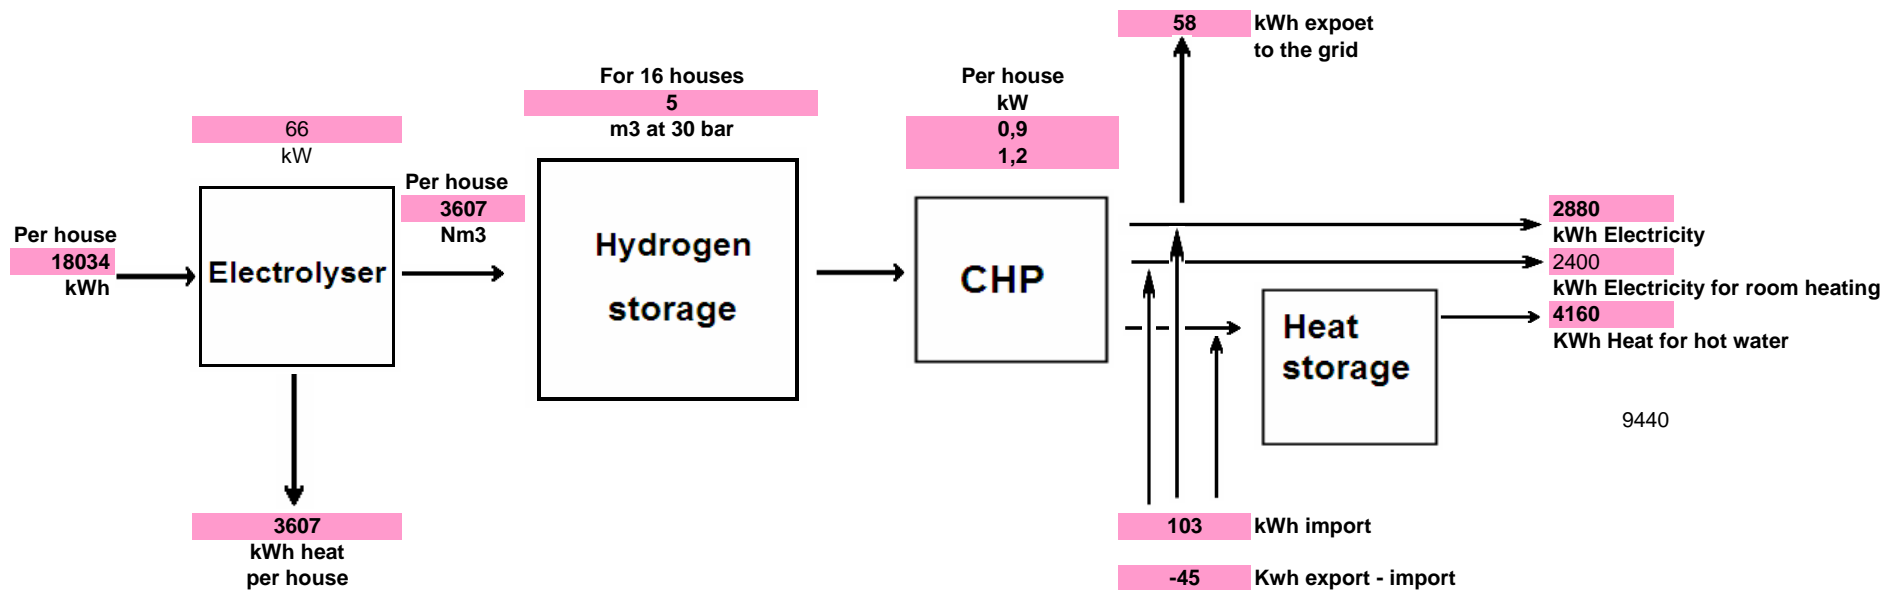 58
kWh expoet
to the grid
For 16 houses
5
m3 at 30 bar
Per house
kW
0,9
1,2
66
kW
Per house
3607
Nm3
Per house
18034
kWh
Electrolyser
Hydrogen
storage
CHP
2880
kWh Electricity
2400
kWh Electricity for room heating
4160
KWh Heat for hot water
Heat
storage
9440
3607
kWh heat
per house
103
kWh import
-45
Kwh export - import